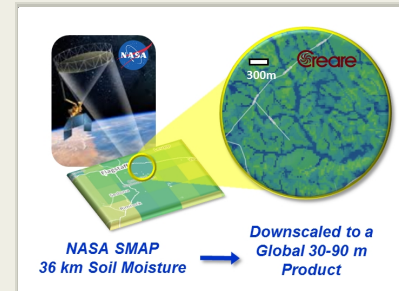 NASA
Creare
300m
NASA SMAP
36 km Soil Moisture
Downscaled to a
Global 30-90 m
Product